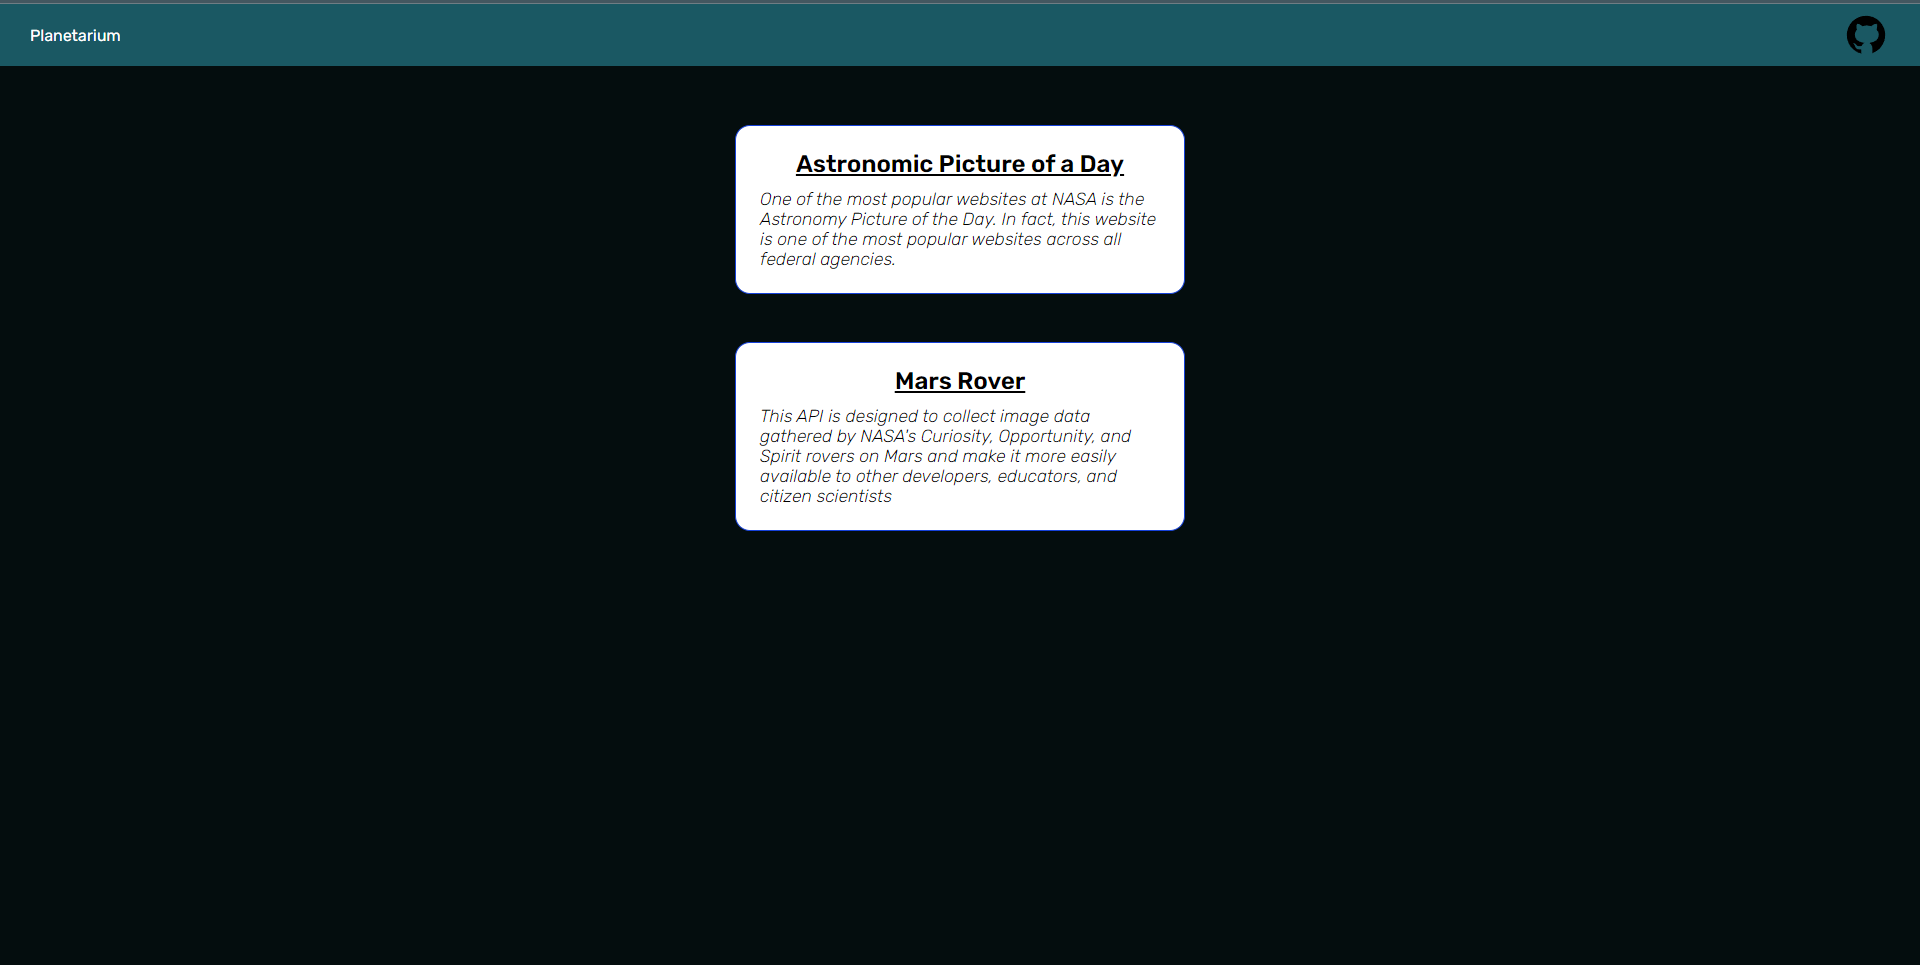 Planetarium
Astronomic Picture of a Day
One of the most popular websites at NASA is the
Astronomy Picture of the Day. In fact, this website
is one of the most popular websites across all
federal agencies.
Mars Rover
This API is designed to collect image data
gathered by NASA's Curiosity, Opportunity, and
Spirit rovers on Mars and make it more easily
available to other developers, educators, and
citizen scientists